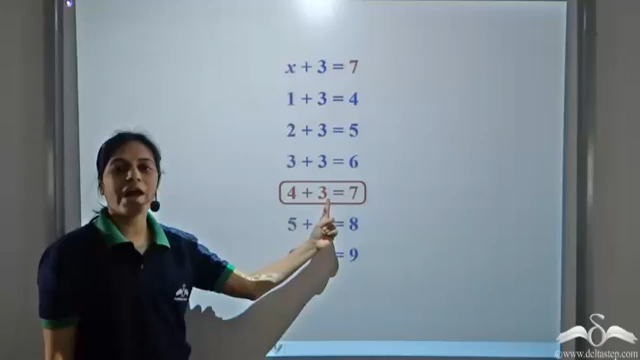 x + 3 = 7
1 + 3 = 4
2 + 3 = 5
3 + 3 = 6
4 + 3 = 7
5 + = 8
= 9
©www.deltastep.com